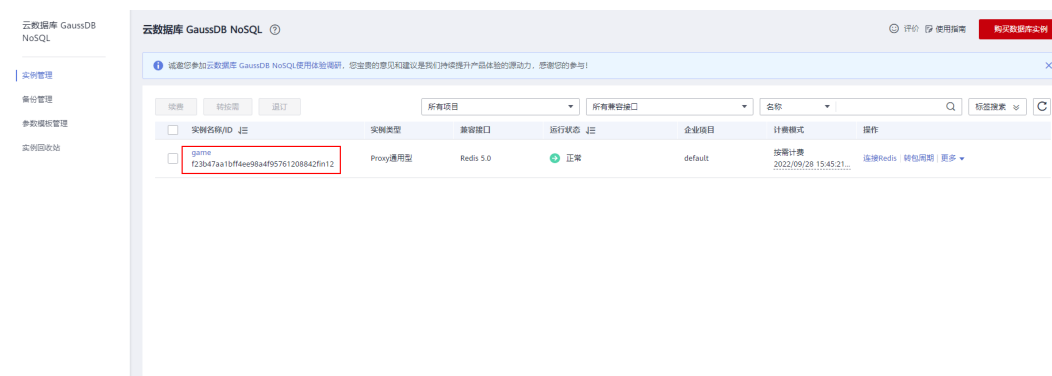 云数据库 GaussDB
NoSQL
实例管理
备份管理
参数模板管理
实例回收站
云数据库 GaussDB NoSQL
评价 使用指南 购买数据库实例
诚邀您参加云数据库 GaussDB NoSQL使用体验调研，您宝贵的意见和建议是我们持续提升产品体验的源动力，感谢您的参与！
续费 转按需 退订 所有项目 所有兼容接口 名称 标签搜索
实例名称/ID 实例类型 兼容接口 运行状态 企业项目 计费模式 操作
game
f23b47aa1bff4ee98a4f95761208842fin12
Proxy通用型 Redis 5.0 正常 default
按需计费
2022/09/28 15:45:21...
连接Redis 转包周期 更多